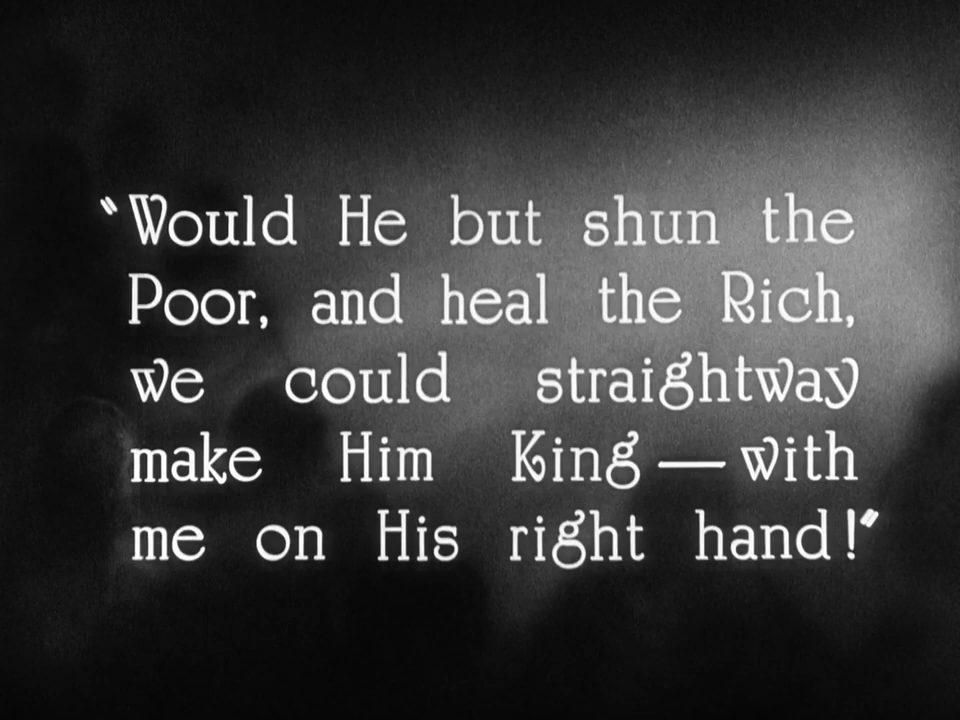 "Would He but shun the
Poor, and heal the Rich,
we could straightway
make Him King — with
me on His right hand!"